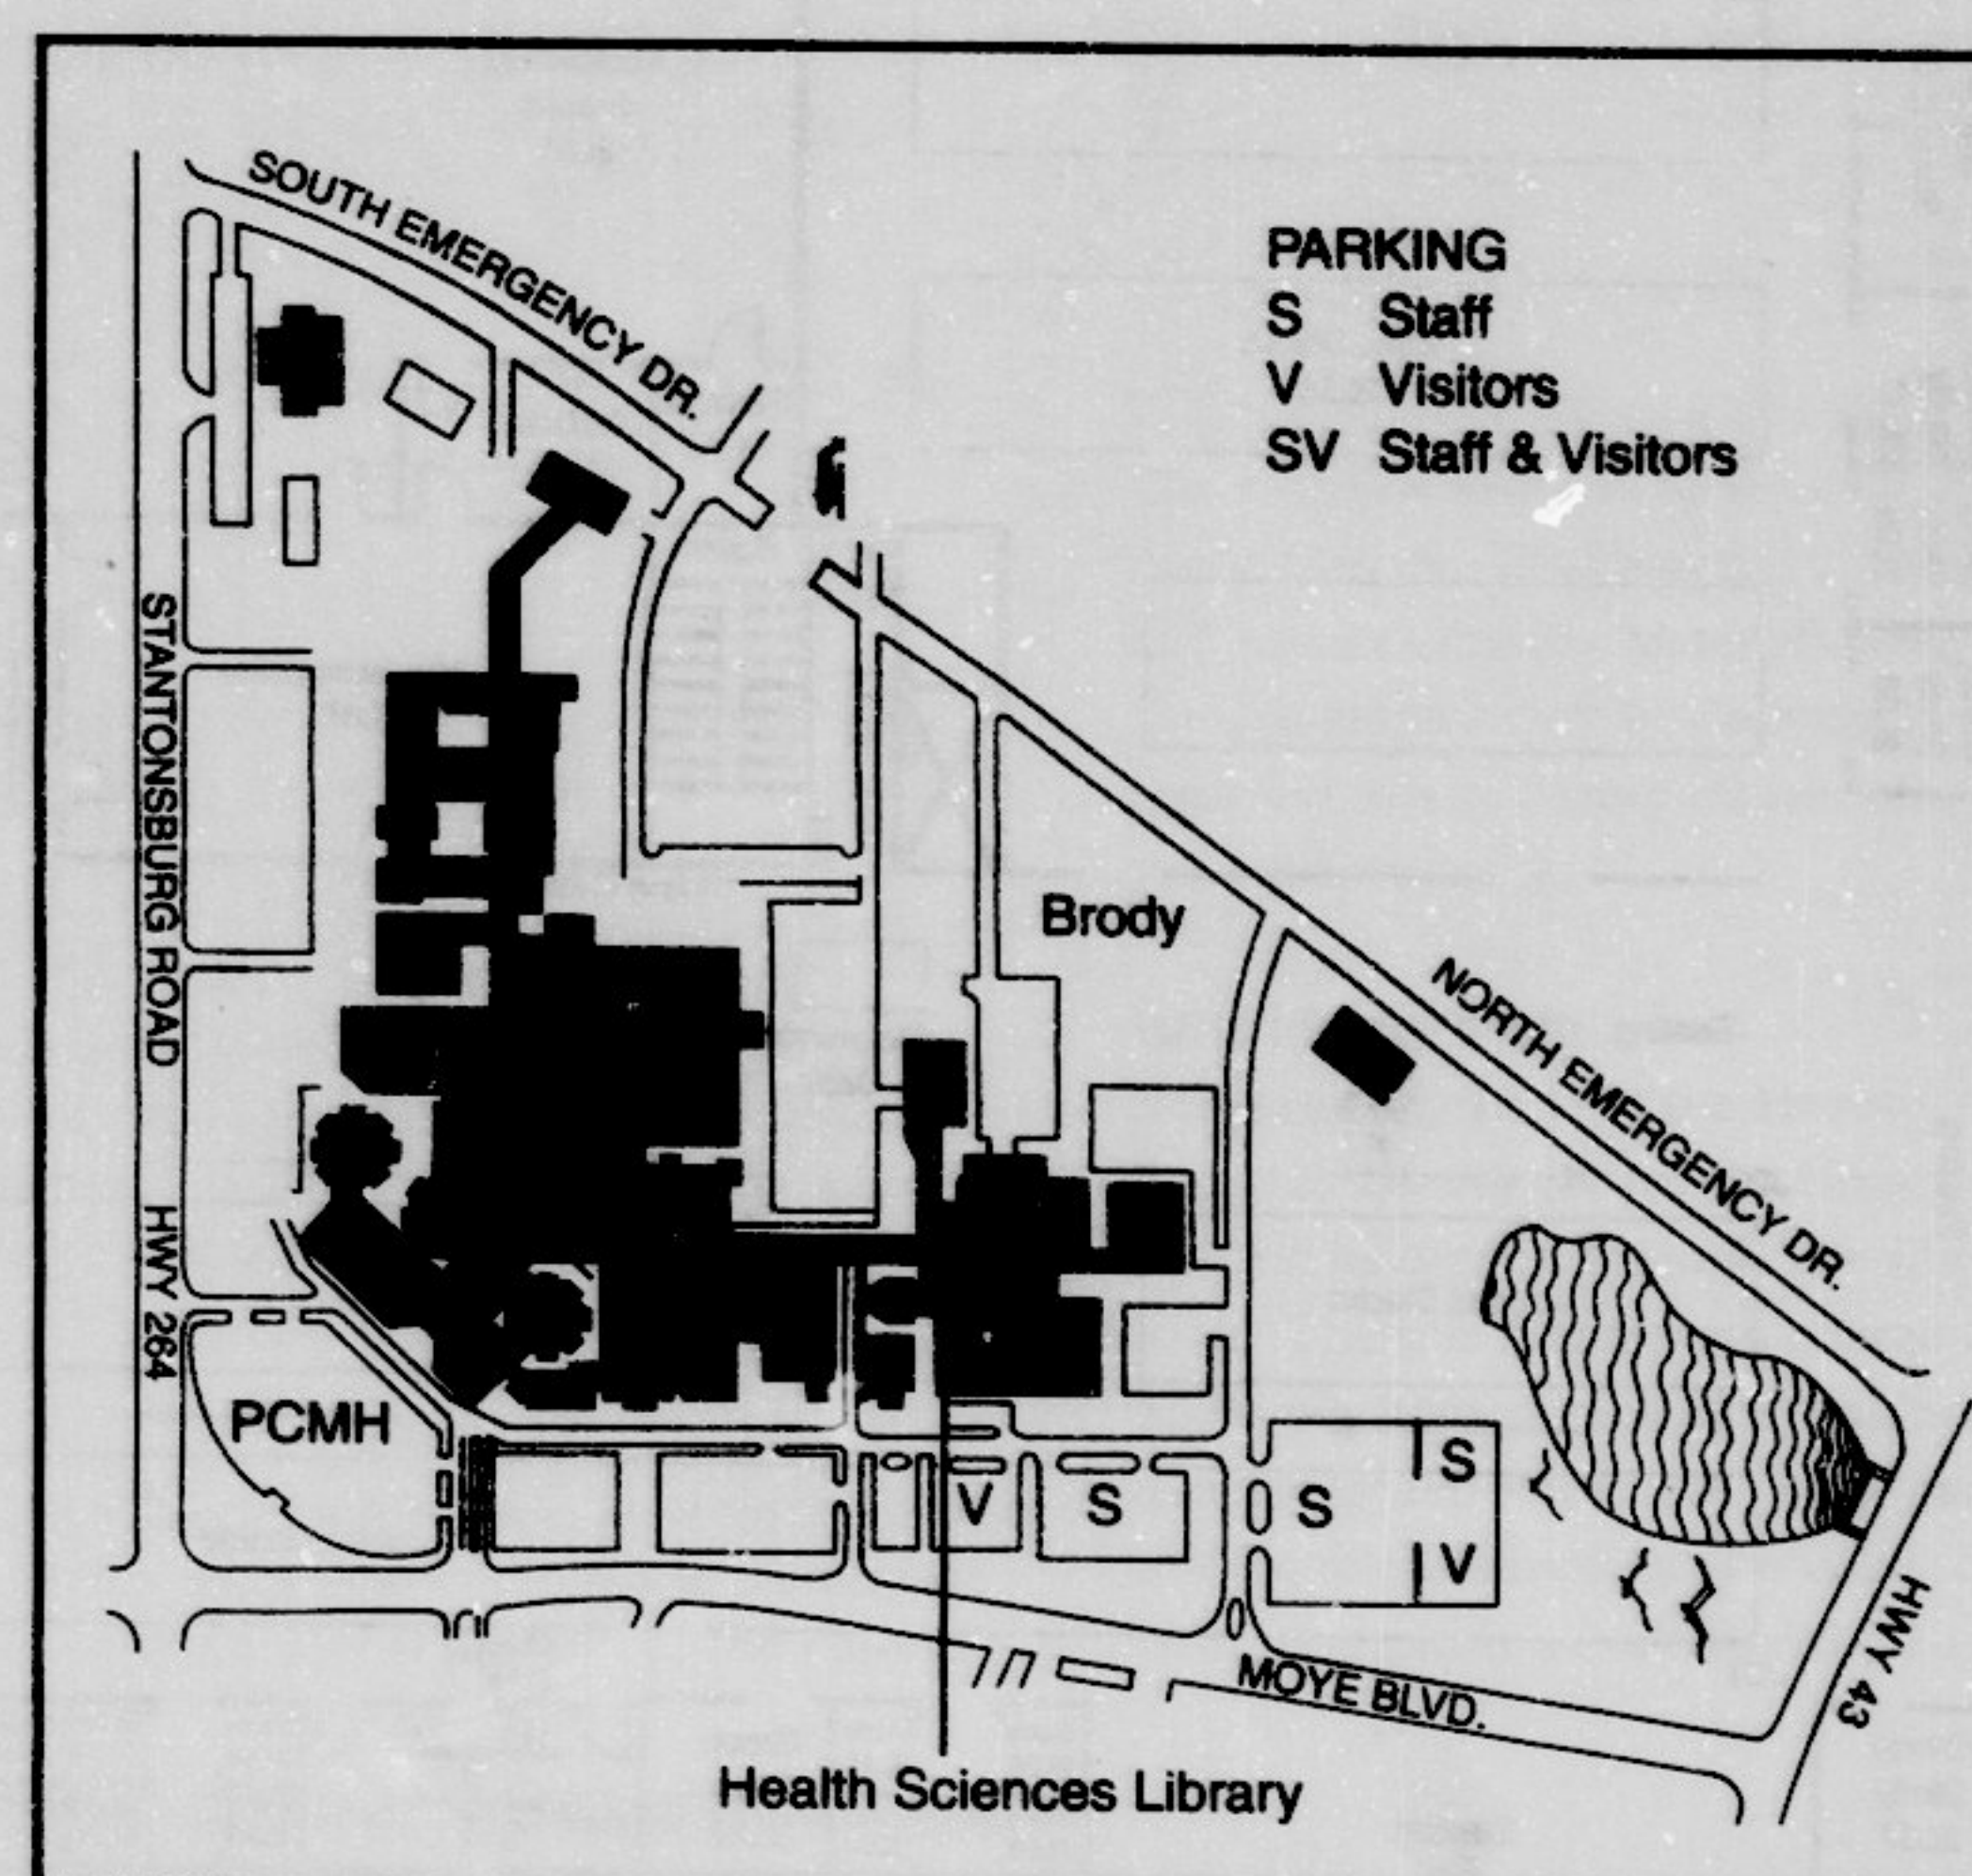 SOUTH EMERGENCY DR.
PARKING
S Staff
V Visitors
SV Staff & Visitors
STANTONSBURG ROAD
HWY 264
Brody
NORTH EMERGENCY DR.
PCMH
V
S
S
S
V
HWY 43
MOYE BLVD.
Health Sciences Library